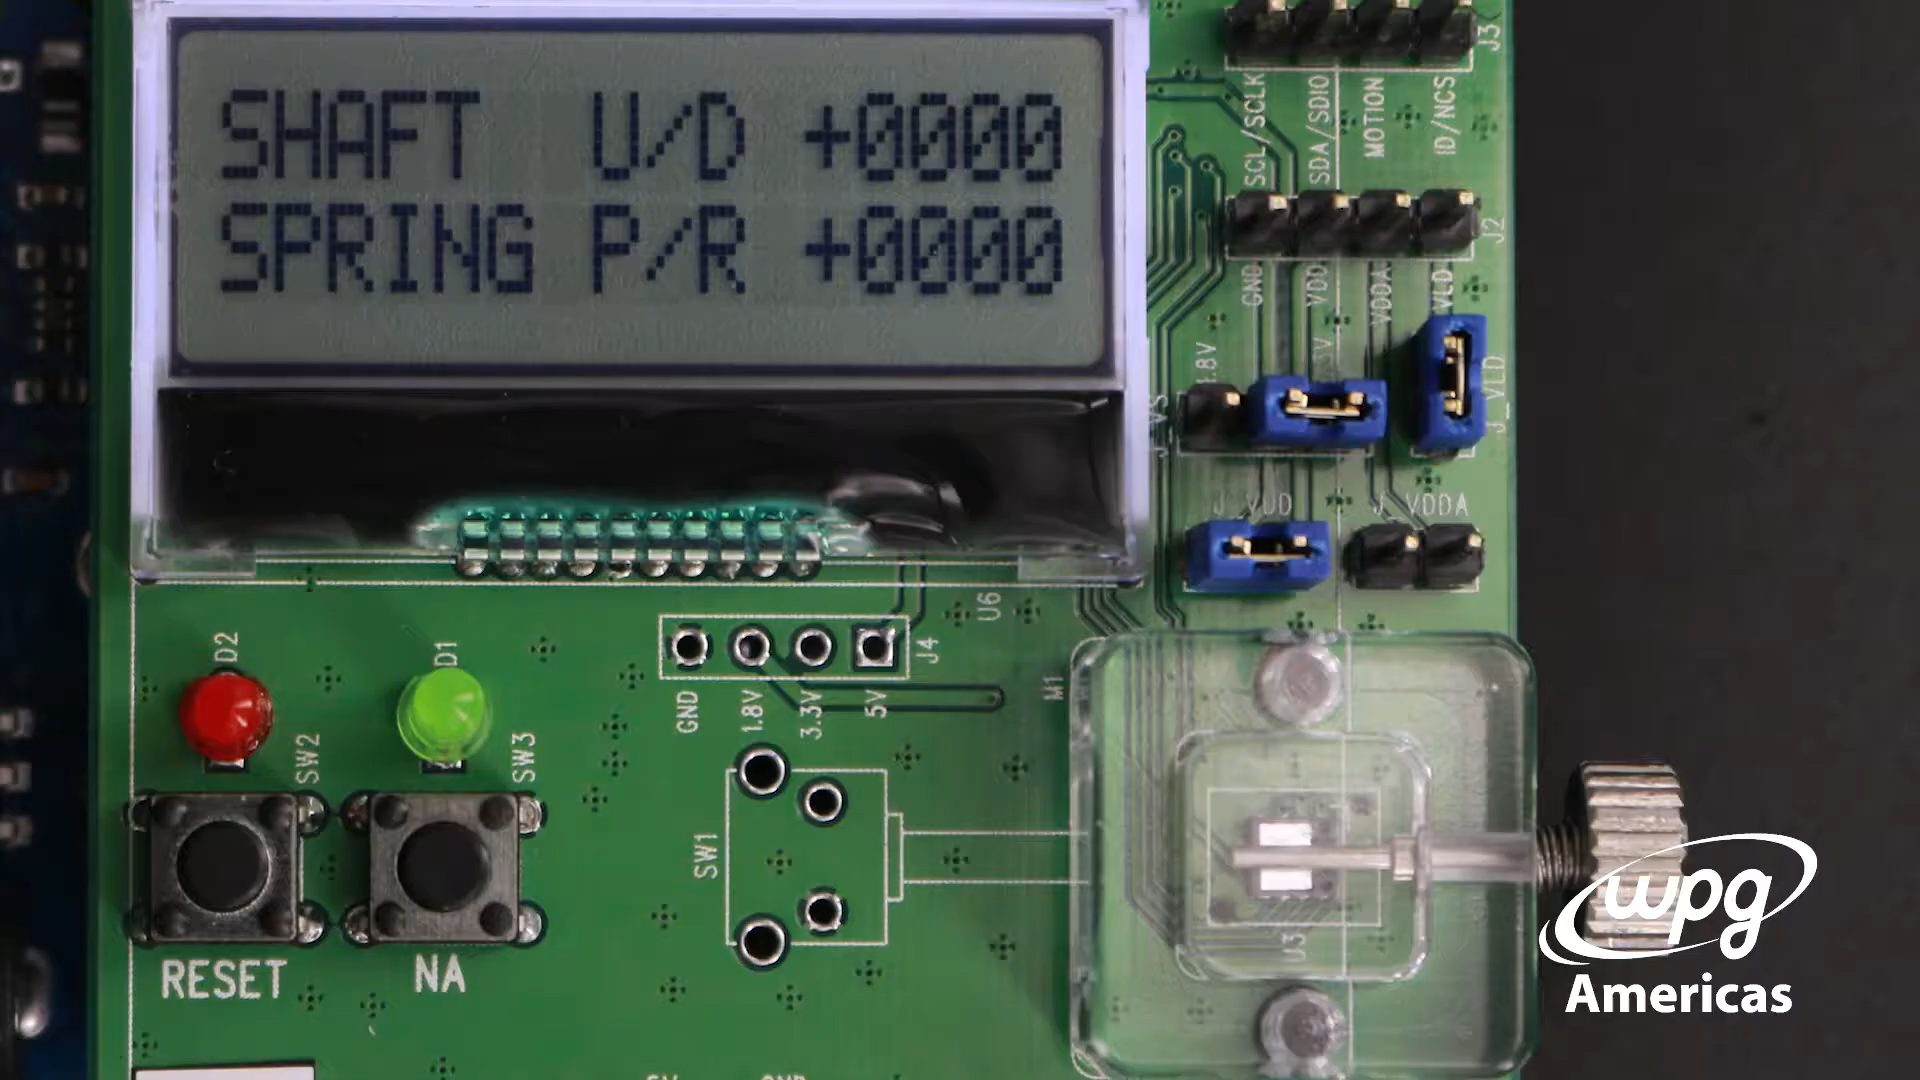 SHAFT U/D +0000
SPRING P/R +0000
J3
SCL/SCLK
SDA/SDIO
MOTION
ID/NCS
J2
GND
VDD
VDDA
VLD
1.8V
J_VS
J_VLD
J_VDD
J_VDDA
U6
D2
D1
J4
GND
1.8V
3.3V
5V
M1
SW2
SW3
SW1
U3
RESET
NA
wpg
Americas